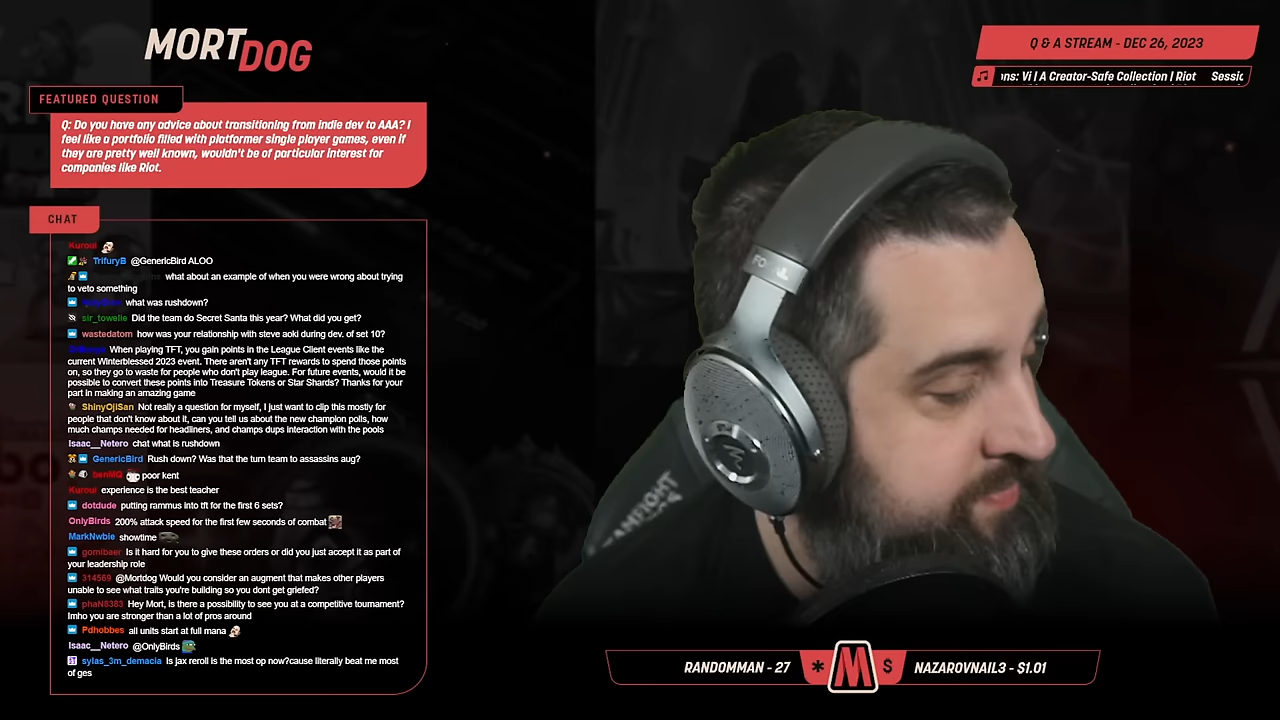 MORTDOG
Q & A STREAM - DEC 26, 2023
ns: Vi | A Creator-Safe Collection | Riot Sessic
FEATURED QUESTION
Q: Do you have any advice about transitioning from indie dev to AAA? I
feel like a portfolio filled with platformer single player games, even if
they are pretty well known, wouldn't be of particular interest for
companies like Riot.
CHAT
Kuroui
TrifuryB @GenericBird ALOO
what about an example of when you were wrong about trying
to veto something
what was rushdown?
sir_towelie Did the team do Secret Santa this year? What did you get?
wastedatom how was your relationship with steve aoki during dev. of set 10?
When playing TFT, you gain points in the League Client events like the
current Winterblessed 2023 event. There aren't any TFT rewards to spend those points
on, so they go to waste for people who don't play league. For future events, would it be
possible to convert these points into Treasure Tokens or Star Shards? Thanks for your
part in making an amazing game
ShinyOjiSan Not really a question for myself, I just want to clip this mostly for
people that don't know about it, can you tell us about the new champion polls, how
much champs needed for headliners, and champs dups interaction with the pools
Isaac__Netero chat what is rushdown
GenericBird Rush down? Was that the turn team to assassins aug?
benMQ poor kent
Kuroui experience is the best teacher
dotdude putting rammus into tft for the first 6 sets?
OnlyBirds 200% attack speed for the first few seconds of combat
MarkNwbie showtime
gomibaer Is it hard for you to give these orders or did you just accept it as part of
your leadership role
314569 @Mortdog Would you consider an augment that makes other players
unable to see what traits you're building so you dont get griefed?
phaN8383 Hey Mort, is there a possibility to see you at a competitive tournament?
Imho you are stronger than a lot of pros around
Pdhobbes all units start at full mana
Isaac__Netero @OnlyBirds
sylas_3m_demacia Is jax reroll is the most op now?cause literally beat me most
of ges
RANDOMMAN - 27 * M $ NAZAROVNAIL3 - $1.01